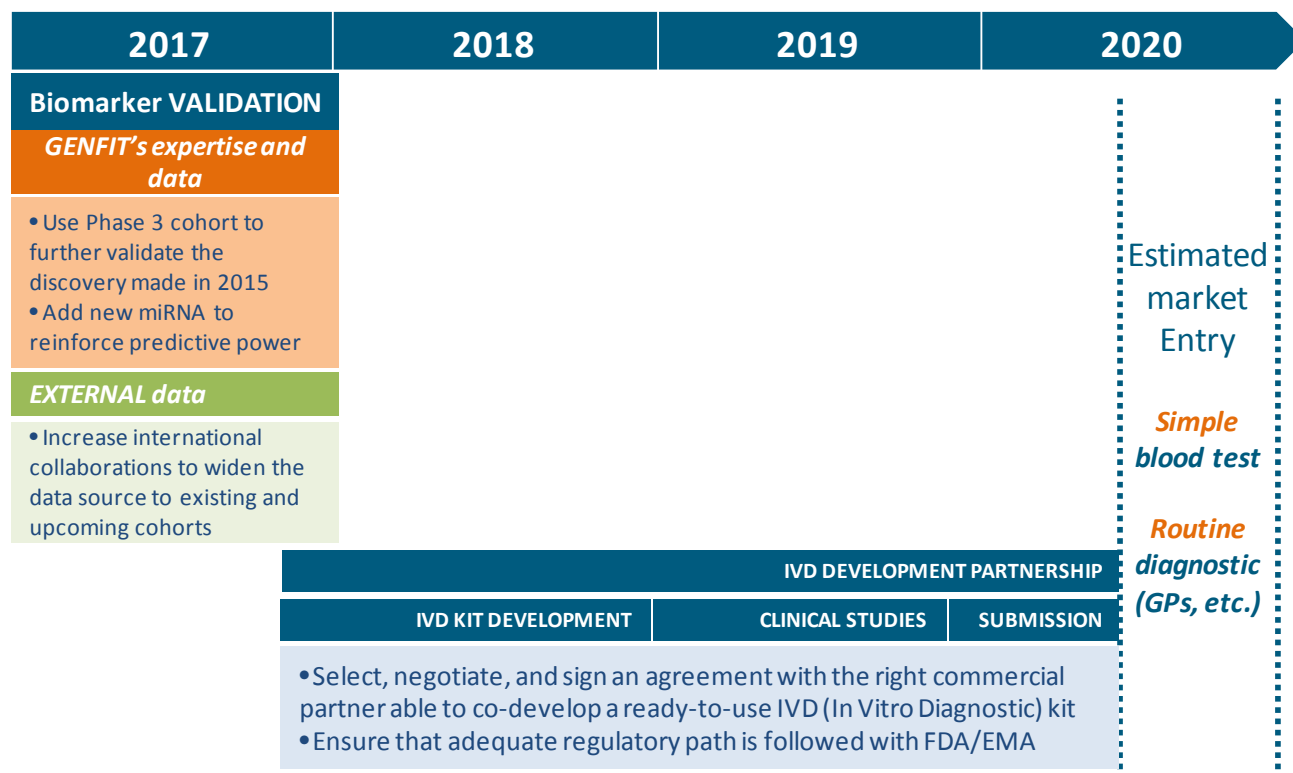 2017 2018 2019 2020
Biomarker VALIDATION
GENFIT's expertise and
data
• Use Phase 3 cohort to
further validate the
discovery made in 2015
• Add new miRNA to
reinforce predictive power
EXTERNAL data
• Increase international
collaborations to widen the
data source to existing and
upcoming cohorts
Estimated
market
Entry
Simple
blood test
Routine
diagnostic
(GPs, etc.)
IVD DEVELOPMENT PARTNERSHIP
IVD KIT DEVELOPMENT CLINICAL STUDIES SUBMISSION
• Select, negotiate, and sign an agreement with the right commercial
partner able to co-develop a ready-to-use IVD (In Vitro Diagnostic) kit
• Ensure that adequate regulatory path is followed with FDA/EMA